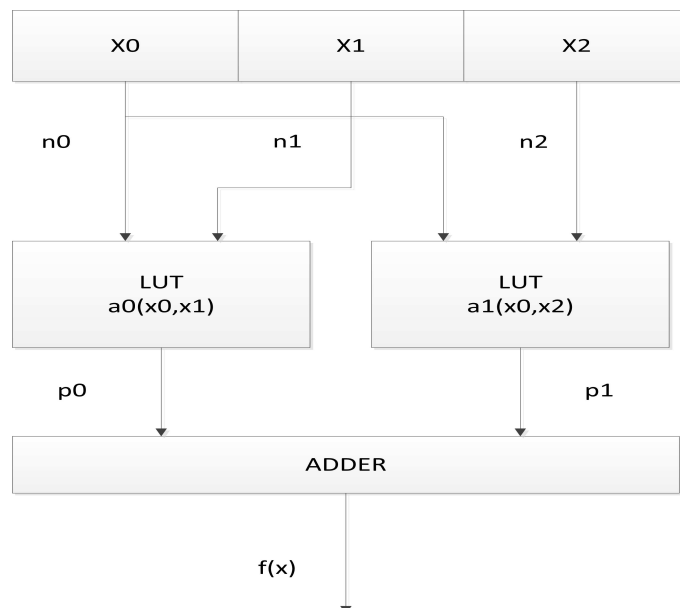 X0
X1
X2
n0
n1
n2
LUT
a0(x0,x1)
LUT
a1(x0,x2)
p0
p1
ADDER
f(x)